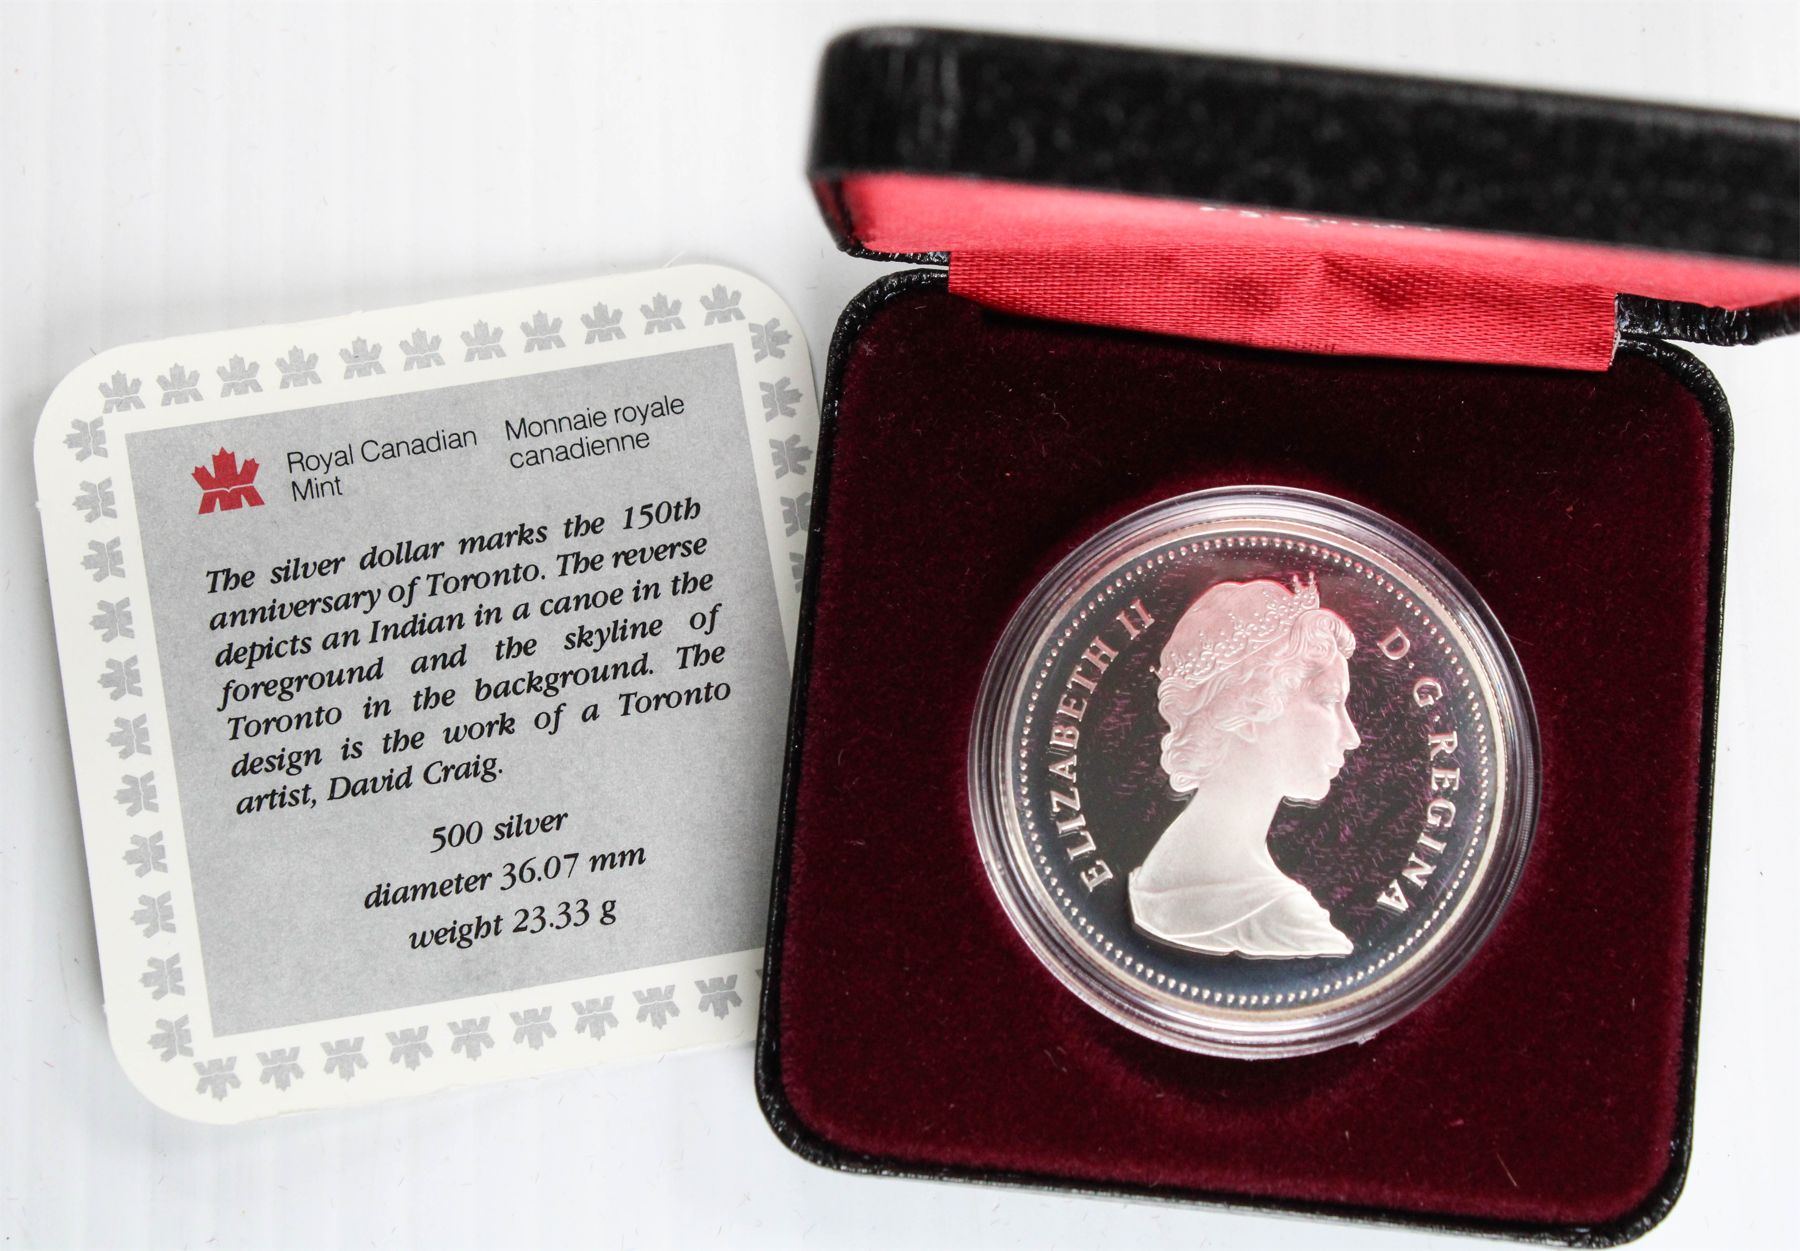 Royal Canadian Mint
Monnaie royale canadienne
The silver dollar marks the 150th
anniversary of Toronto. The reverse
depicts an Indian in a canoe in the
foreground and the skyline of
Toronto in the background. The
design is the work of a Toronto
artist, David Craig.
500 silver
diameter 36.07 mm
weight 23.33 g
ELIZABETH II D·G·REGINA